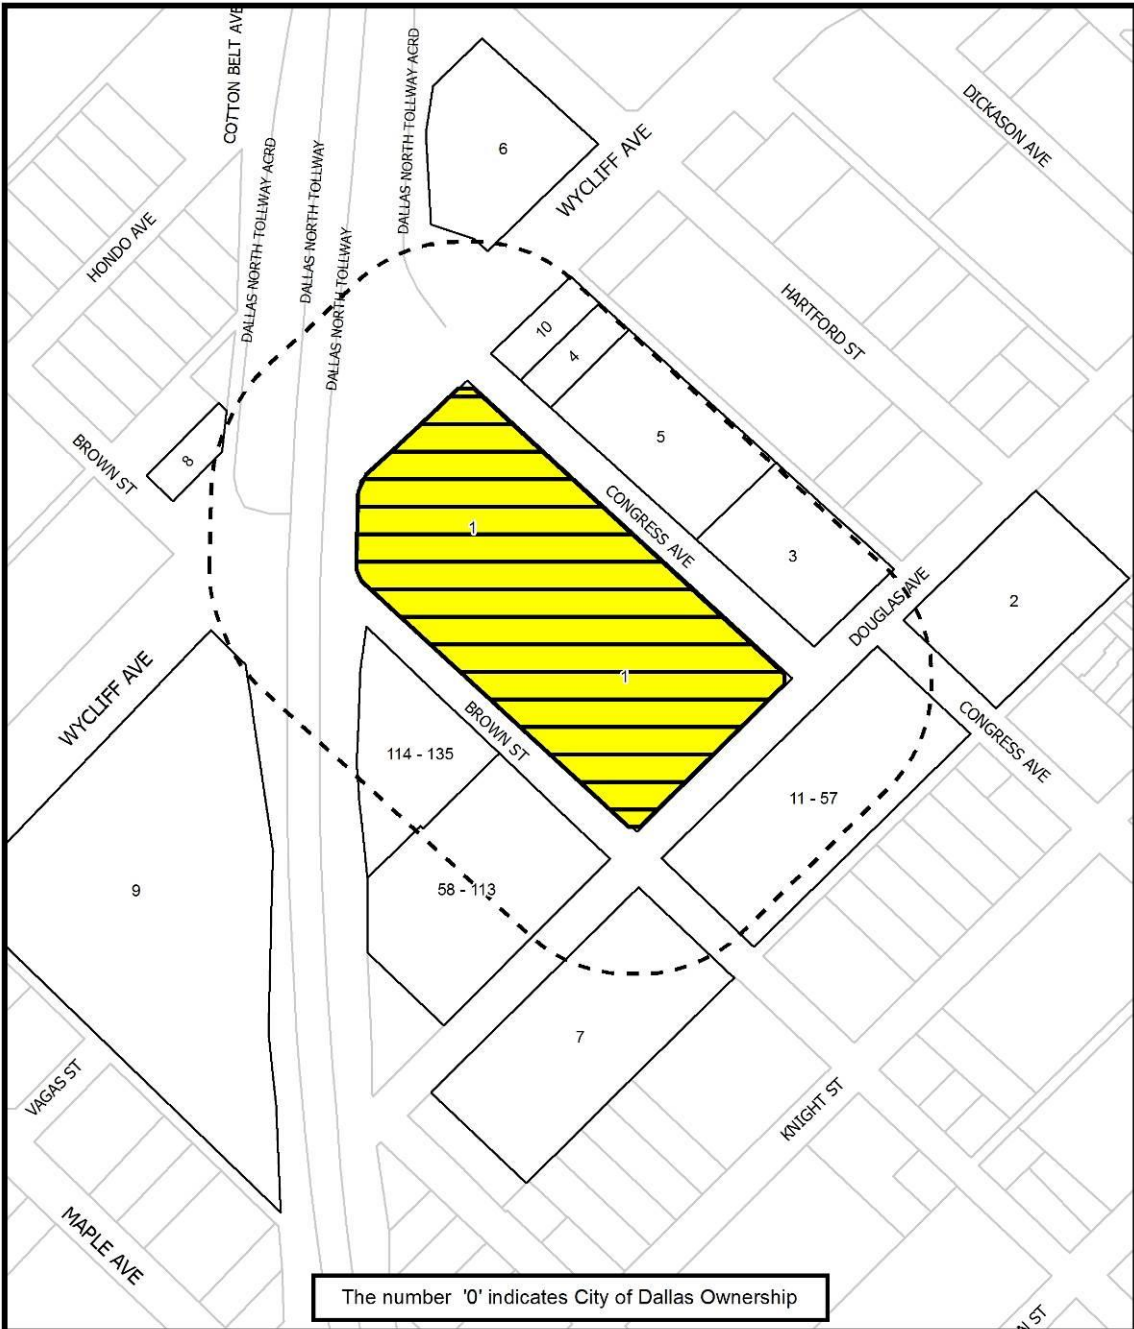 COTTON BELT AVE
DALLAS NORTH TOLLWAY ACRD
DICKASON AVE
6
WYCLIFF AVE
DALLAS NORTH TOLLWAY ACRD
DALLAS NORTH TOLLWAY
HONDO AVE
DALLAS NORTH TOLLWAY
HARTFORD ST
10
4
5
BROWN ST
8
CONGRESS AVE
1
3
DOUGLAS AVE
2
1
WYCLIFF AVE
BROWN ST
CONGRESS AVE
114 - 135
11 - 57
9
58 - 113
7
VAGAS ST
KNIGHT ST
MAPLE AVE
The number '0' indicates City of Dallas Ownership